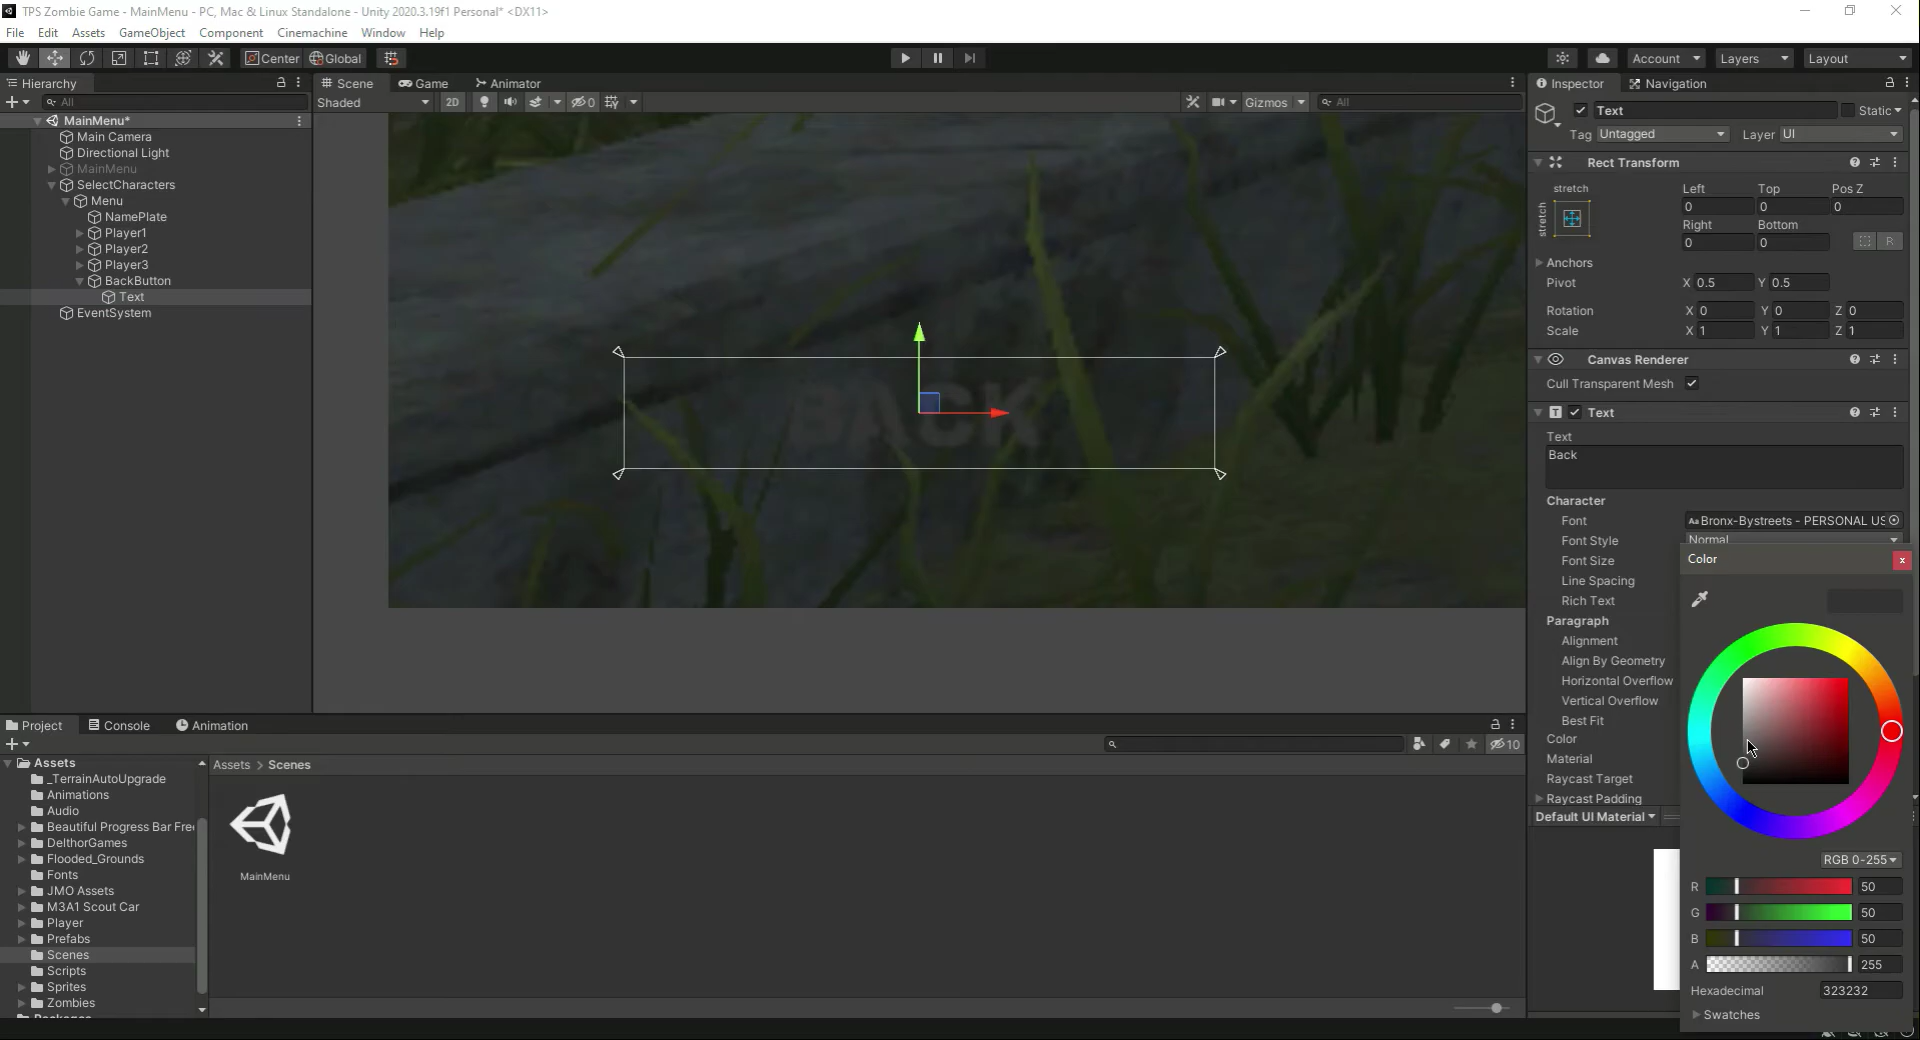 TPS Zombie Game - MainMenu - PC, Mac & Linux Standalone - Unity 2020.3.19f1 Personal* <DX11>
File Edit Assets GameObject Component Cinemachine Window Help
Center Global Account Layers Layout
Hierarchy
All
MainMenu*
Main Camera
Directional Light
MainMenu
SelectCharacters
Menu
NamePlate
Player1
Player2
Player3
BackButton
Text
EventSystem
Scene Game Animator
Shaded 2D 0 Gizmos All
BACK
Inspector Navigation
Text Static
Tag Untagged Layer UI
Rect Transform
stretch Left Top Pos Z
stretch 0 0 0
Right Bottom
0 0 R
Anchors
Pivot X 0.5 Y 0.5
Rotation X 0 Y 0 Z 0
Scale X 1 Y 1 Z 1
Canvas Renderer
Cull Transparent Mesh
Text
Text
Back
Character
Font Aa Bronx-Bystreets - PERSONAL US
Font Style Normal
Font Size
Line Spacing
Rich Text
Paragraph
Alignment
Align By Geometry
Horizontal Overflow
Vertical Overflow
Best Fit
Color
Material
Raycast Target
Raycast Padding
Default UI Material
Color
x
RGB 0-255
R 50
G 50
B 50
A 255
Hexadecimal 323232
Swatches
Project Console Animation
10
Assets
_TerrainAutoUpgrade
Animations
Audio
Beautiful Progress Bar Free
DelthorGames
Flooded_Grounds
Fonts
JMO Assets
M3A1 Scout Car
Player
Prefabs
Scenes
Scripts
Sprites
Zombies
Packages
Assets > Scenes
MainMenu